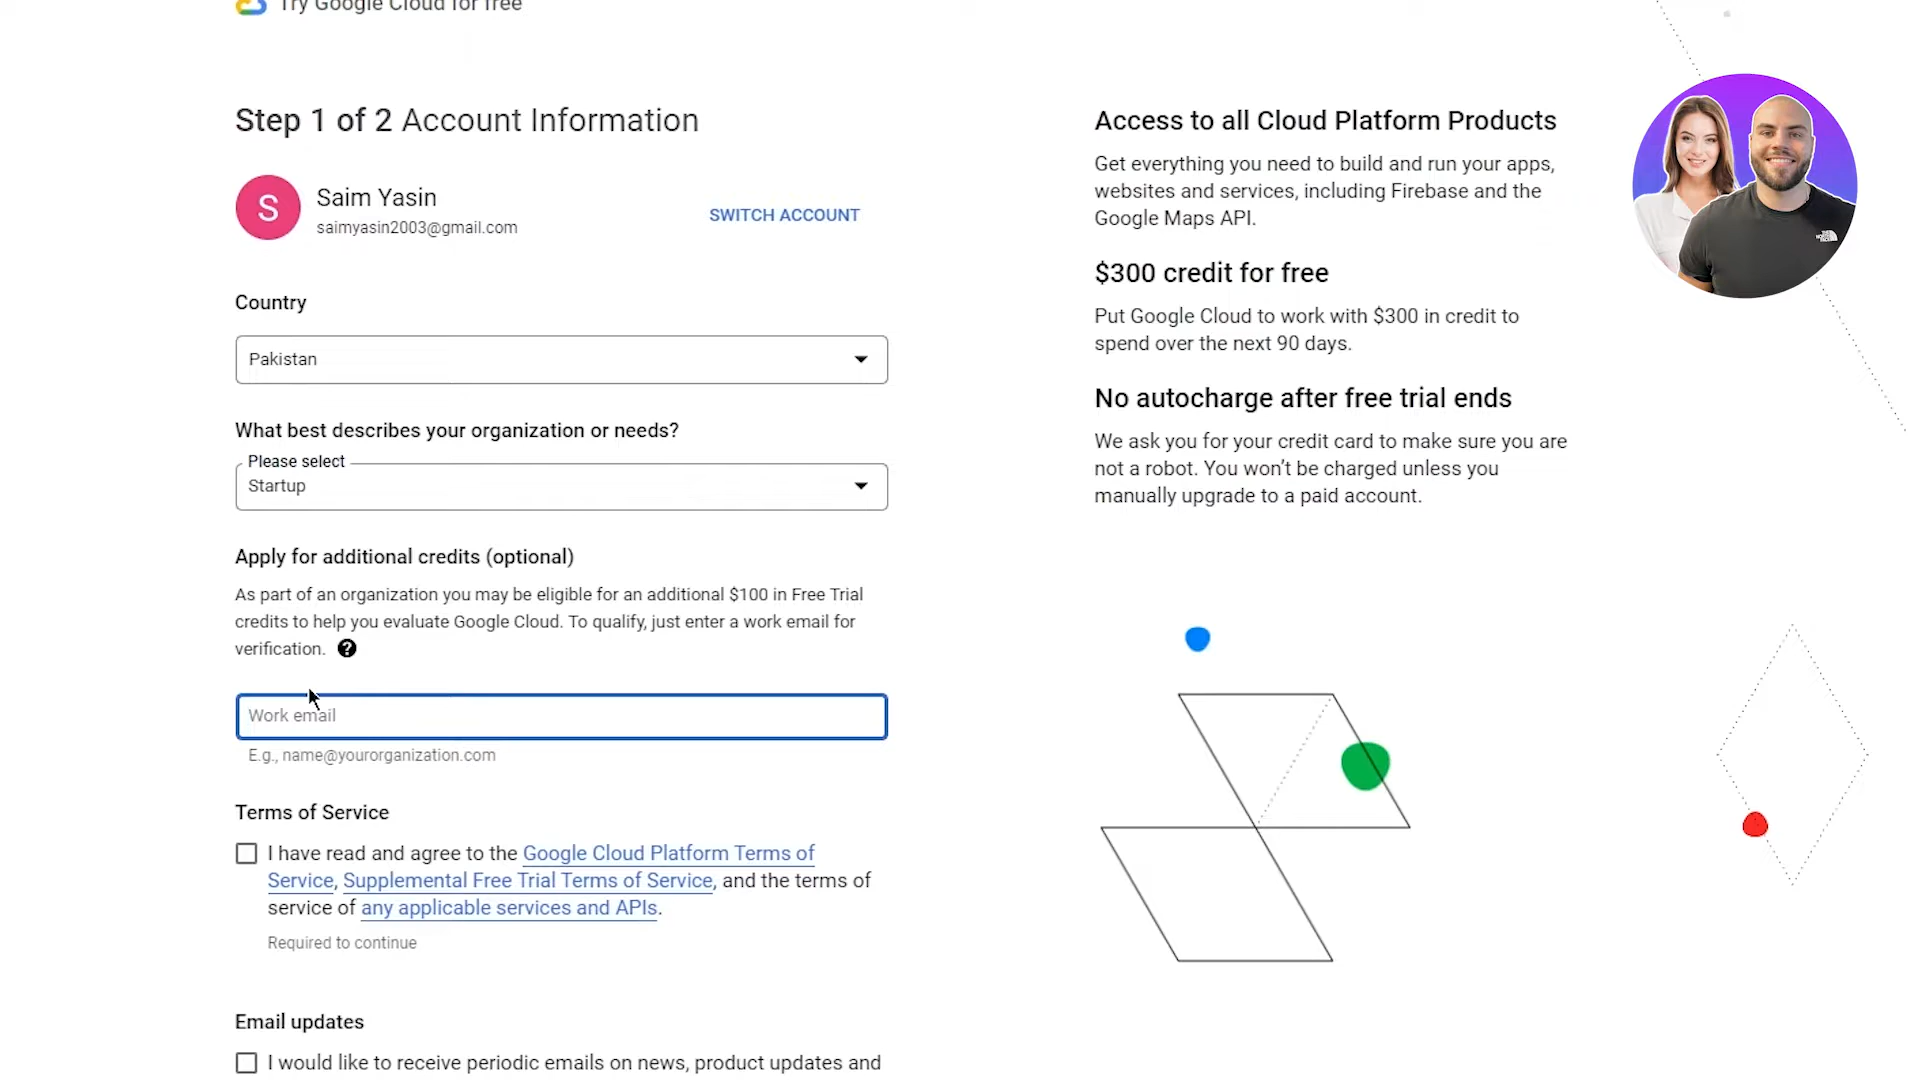 Try Google Cloud for free
Step 1 of 2 Account Information
S
Saim Yasin
saimyasin2003@gmail.com
SWITCH ACCOUNT
Country
Pakistan
What best describes your organization or needs?
Please select
Startup
Apply for additional credits (optional)
As part of an organization you may be eligible for an additional $100 in Free Trial
credits to help you evaluate Google Cloud. To qualify, just enter a work email for
verification. ?
Work email
E.g., name@yourorganization.com
Terms of Service
I have read and agree to the Google Cloud Platform Terms of
Service, Supplemental Free Trial Terms of Service, and the terms of
service of any applicable services and APIs.
Required to continue
Email updates
I would like to receive periodic emails on news, product updates and
Access to all Cloud Platform Products
Get everything you need to build and run your apps,
websites and services, including Firebase and the
Google Maps API.
$300 credit for free
Put Google Cloud to work with $300 in credit to
spend over the next 90 days.
No autocharge after free trial ends
We ask you for your credit card to make sure you are
not a robot. You won’t be charged unless you
manually upgrade to a paid account.